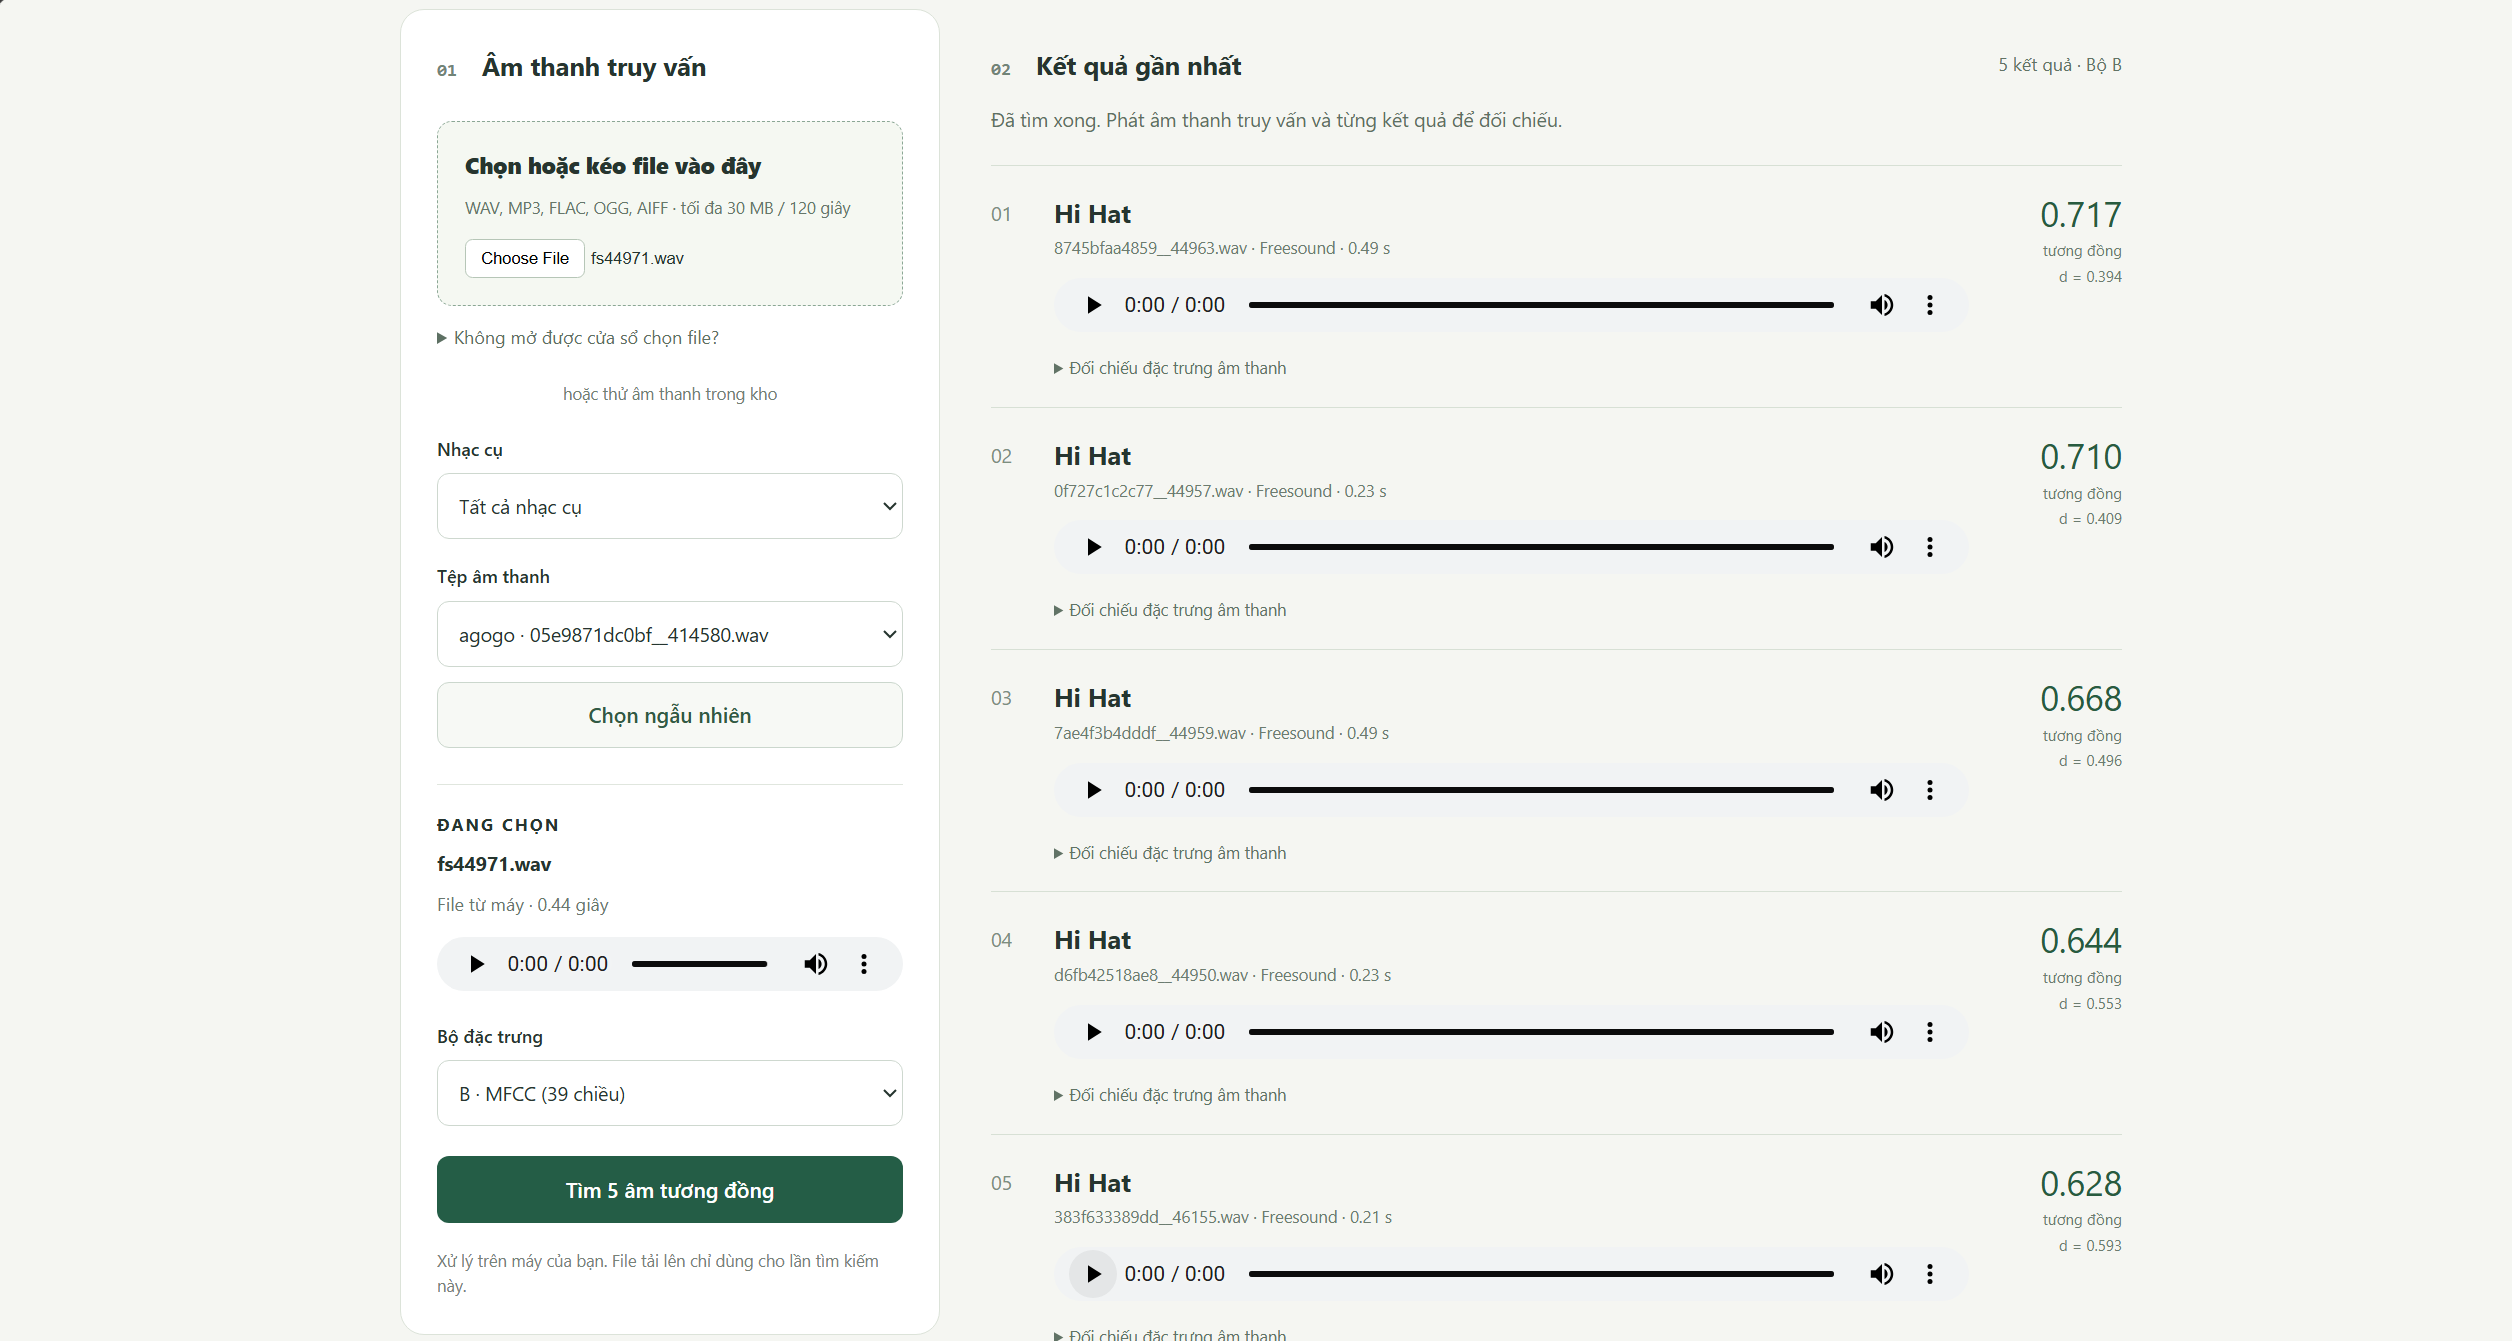 01 Âm thanh truy vấn
Chọn hoặc kéo file vào đây
WAV, MP3, FLAC, OGG, AIFF · tối đa 30 MB / 120 giây
Choose File fs44971.wav
Không mở được cửa sổ chọn file?
hoặc thử âm thanh trong kho
Nhạc cụ
Tất cả nhạc cụ
Tệp âm thanh
agogo · 05e9871dc0bf__414580.wav
Chọn ngẫu nhiên
ĐANG CHỌN
fs44971.wav
File từ máy · 0.44 giây
0:00 / 0:00
Bộ đặc trưng
B · MFCC (39 chiều)
Tìm 5 âm tương đồng
Xử lý trên máy của bạn. File tải lên chỉ dùng cho lần tìm kiếm
này.
02 Kết quả gần nhất
5 kết quả · Bộ B
Đã tìm xong. Phát âm thanh truy vấn và từng kết quả để đối chiếu.
01 Hi Hat
8745bfaa4859__44963.wav · Freesound · 0.49 s
0:00 / 0:00
Đối chiếu đặc trưng âm thanh
0.717
tương đồng
d = 0.394
02 Hi Hat
0f727c1c2c77__44957.wav · Freesound · 0.23 s
0:00 / 0:00
Đối chiếu đặc trưng âm thanh
0.710
tương đồng
d = 0.409
03 Hi Hat
7ae4f3b4dddf__44959.wav · Freesound · 0.49 s
0:00 / 0:00
Đối chiếu đặc trưng âm thanh
0.668
tương đồng
d = 0.496
04 Hi Hat
d6fb42518ae8__44950.wav · Freesound · 0.23 s
0:00 / 0:00
Đối chiếu đặc trưng âm thanh
0.644
tương đồng
d = 0.553
05 Hi Hat
383f633389dd__46155.wav · Freesound · 0.21 s
0:00 / 0:00
Đối chiếu đặc trưng âm thanh
0.628
tương đồng
d = 0.593